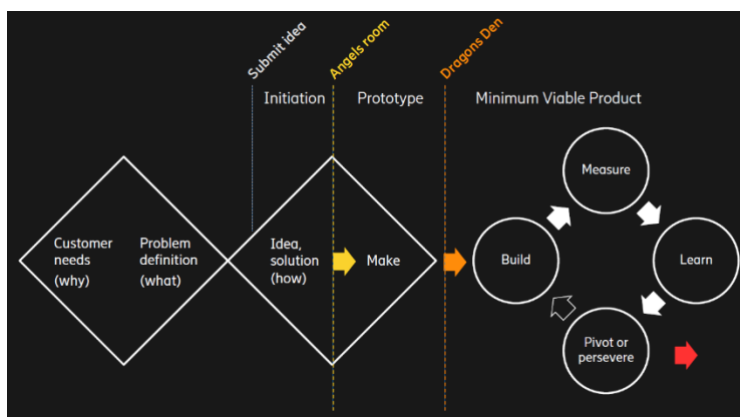 Submit idea
Angels room
Dragons Den
Initiation
Prototype
Minimum Viable Product
Customer
needs
(why)
Problem
definition
(what)
Idea,
solution
(how)
Make
Build
Measure
Learn
Pivot or
persevere